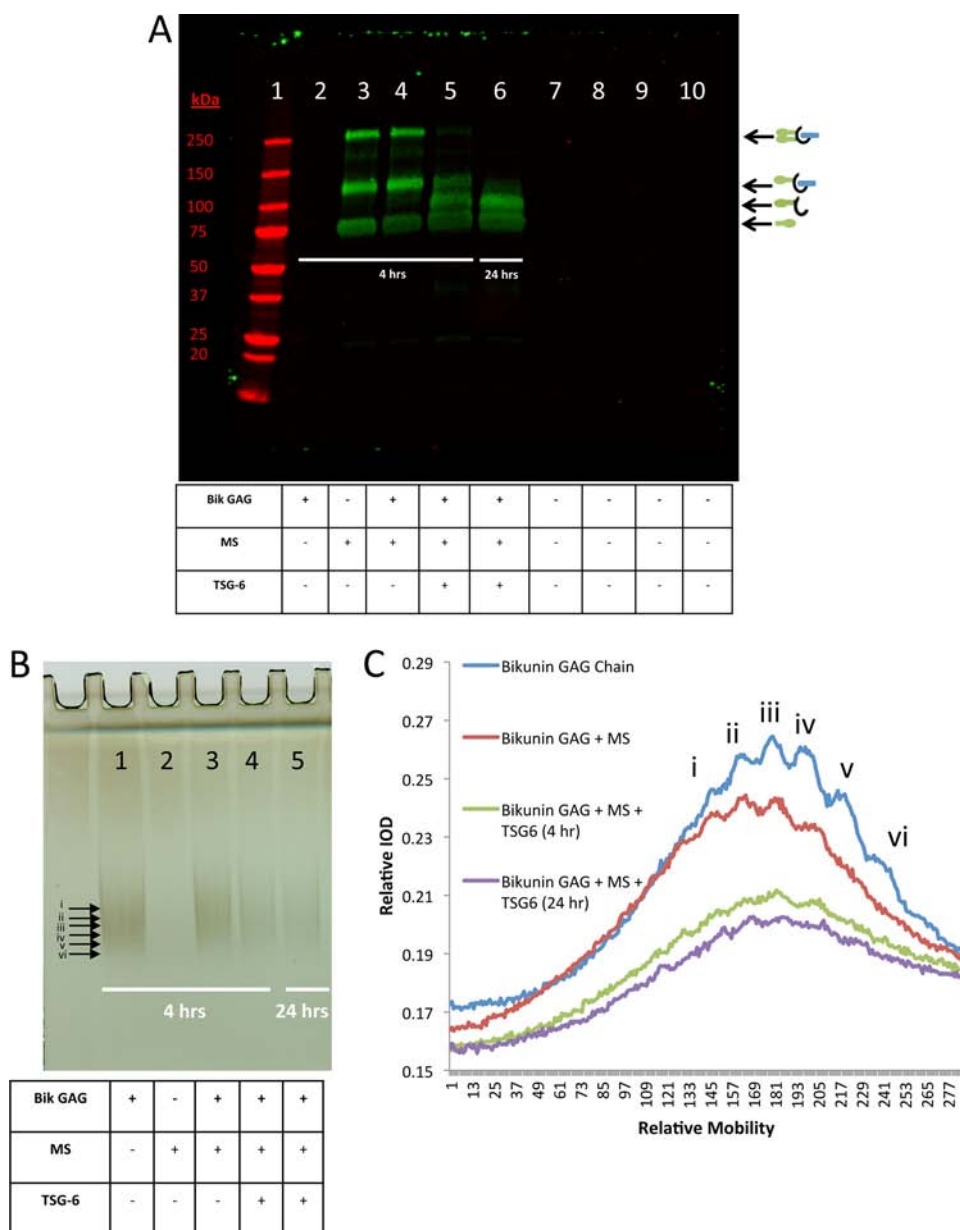 A
1 2 3 4 5 6 7 8 9 10
kDa
250
150
100
75
50
37
25
20
4 hrs
24 hrs
Bik GAG + - + + + - - - -
MS - + + + + - - - -
TSG-6 - - - + + - - - -
B
1 2 3 4 5
i
ii
iii
iv
v
vi
4 hrs
24 hrs
Bik GAG + - + + +
MS - + + + +
TSG-6 - - - + +
C
0.29
0.27
0.25
0.23
0.21
0.19
0.17
0.15
Relative IOD
Bikunin GAG Chain
Bikunin GAG + MS
Bikunin GAG + MS +
TSG6 (4 hr)
Bikunin GAG + MS +
TSG6 (24 hr)
i
ii
iii
iv
v
vi
1 13 25 37 49 61 73 85 97 109 121 133 145 157 169 181 193 205 217 229 241 253 265 277
Relative Mobility